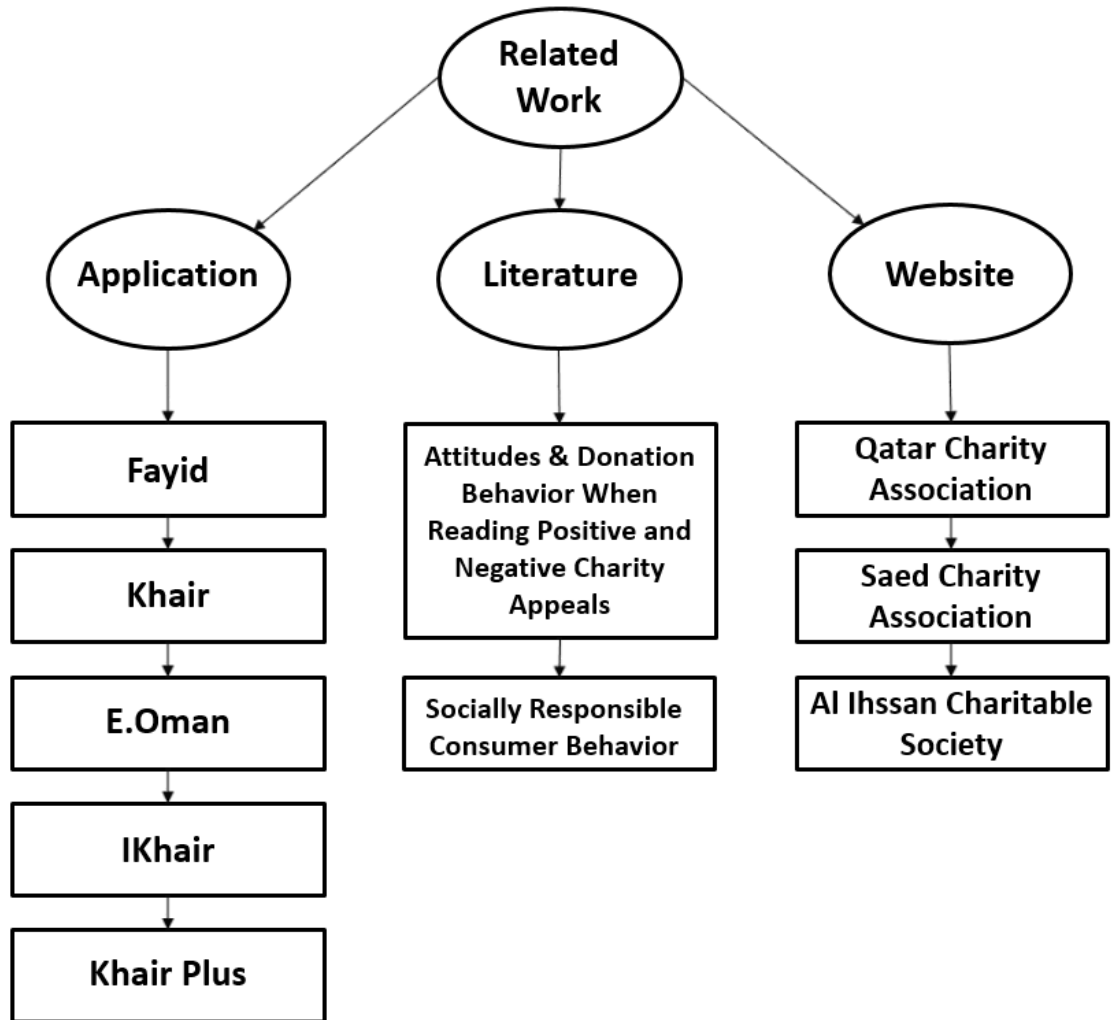 Related
Work
Application
Literature
Website
Fayid
Khair
E.Oman
IKhair
Khair Plus
Attitudes & Donation
Behavior When
Reading Positive and
Negative Charity
Appeals
Socially Responsible
Consumer Behavior
Qatar Charity
Association
Saed Charity
Association
Al Ihssan Charitable
Society